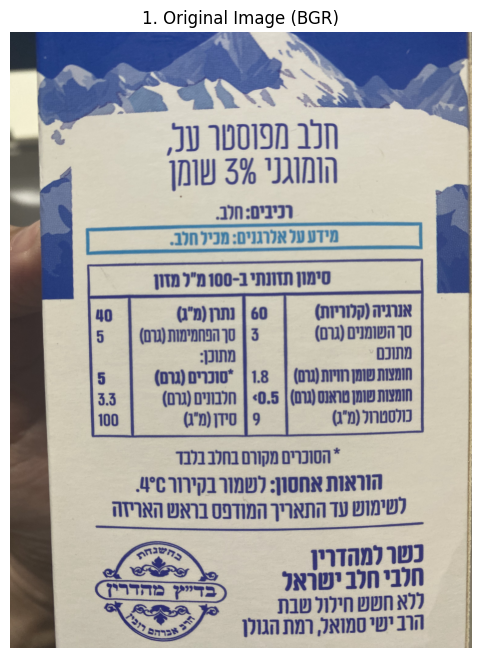 1. Original Image (BGR)
חלב מפוסטר על,
הומוגני 3% שומן
רכיבים: חלב.
מידע על אלרגנים: מכיל חלב.
סימון תזונתי ב-100 מ"ל מזון
אנרגיה (קלוריות) 60 נתרן (מ"ג) 40
סך השומנים (גרם) 3 סך הפחמימות (גרם) 5
מתוכם מתוכן:
חומצות שומן רוויות (גרם) 1.8 *סוכרים (גרם) 5
חומצות שומן טראנס (גרם) <0.5 חלבונים (גרם) 3.3
כולסטרול (מ"ג) 9 סידן (מ"ג) 100
* הסוכרים מקורם בחלב בלבד
הוראות אחסון: לשמור בקירור 4°C.
לשימוש עד התאריך המודפס בראש האריזה
כשר למהדרין
חלבי חלב ישראל
ללא חשש חילול שבת
הרב ישי סמואל, רמת הגולן
בהשגחת
בד"ץ מהדרין
הרב אברהם רובין